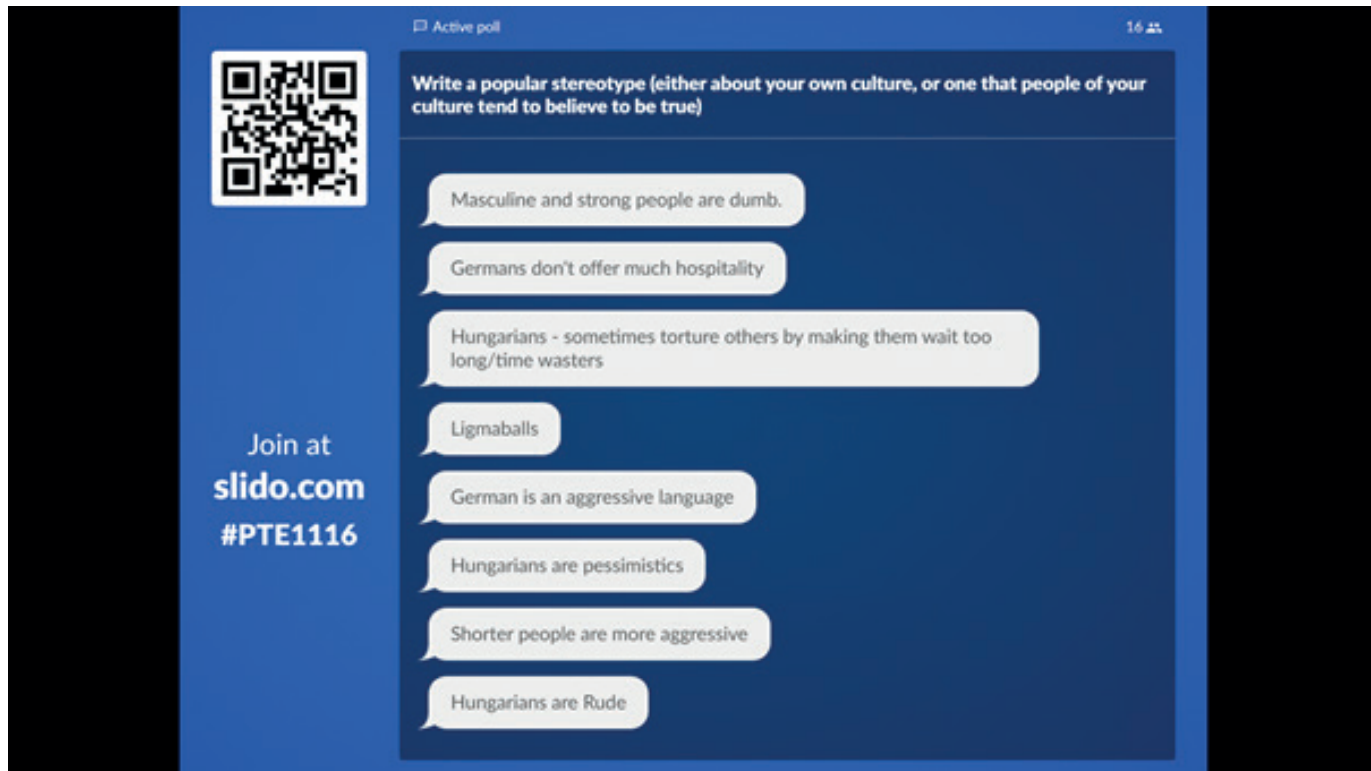 Active poll
16
Write a popular stereotype (either about your own culture, or one that people of your
culture tend to believe to be true)
Masculine and strong people are dumb.
Germans don't offer much hospitality
Hungarians - sometimes torture others by making them wait too
long/time wasters
Ligmaballs
German is an aggressive language
Hungarians are pessimistics
Shorter people are more aggressive
Hungarians are Rude
Join at
slido.com
#PTE1116